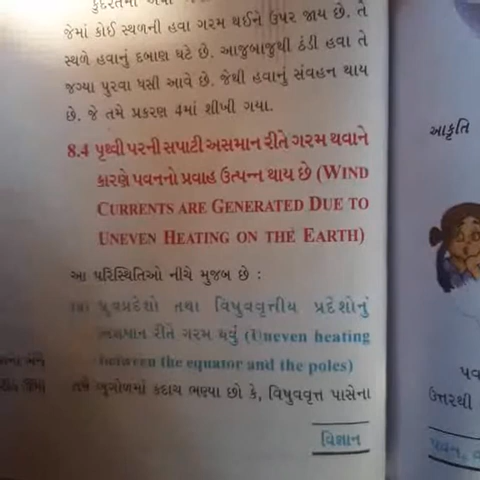 કુદરતમાં
જેમાં કોઈ સ્થળની હવા ગરમ થઈને ઉપર જાય છે. તે
સ્થળે હવાનું દબાણ ઘટે છે. આજુબાજુથી ઠંડી હવા તે
જગ્યા પુરવા ધસી આવે છે. જેથી હવાનું સંવહન થાય
છે. જે તમે પ્રકરણ 4માં શીખી ગયા.
8.4 પૃથ્વી પરની સપાટી અસમાન રીતે ગરમ થવાને
કારણે પવનનો પ્રવાહ ઉત્પન્ન થાય છે (WIND
CURRENTS ARE GENERATED DUE TO
UNEVEN HEATING ON THE EARTH)
આ પરિસ્થિતિઓ નીચે મુજબ છે :
(a) ધ્રુવપ્રદેશો તથા વિષુવવૃત્તીય પ્રદેશોનું
અસમાન રીતે ગરમ થવું (Uneven heating
between the equator and the poles)
તમે ભૂગોળમાં કદાચ ભણ્યા છો કે, વિષુવવૃત્ત પાસેના
વિજ્ઞાન
આકૃતિ
ઉત્તરથી
પવન,